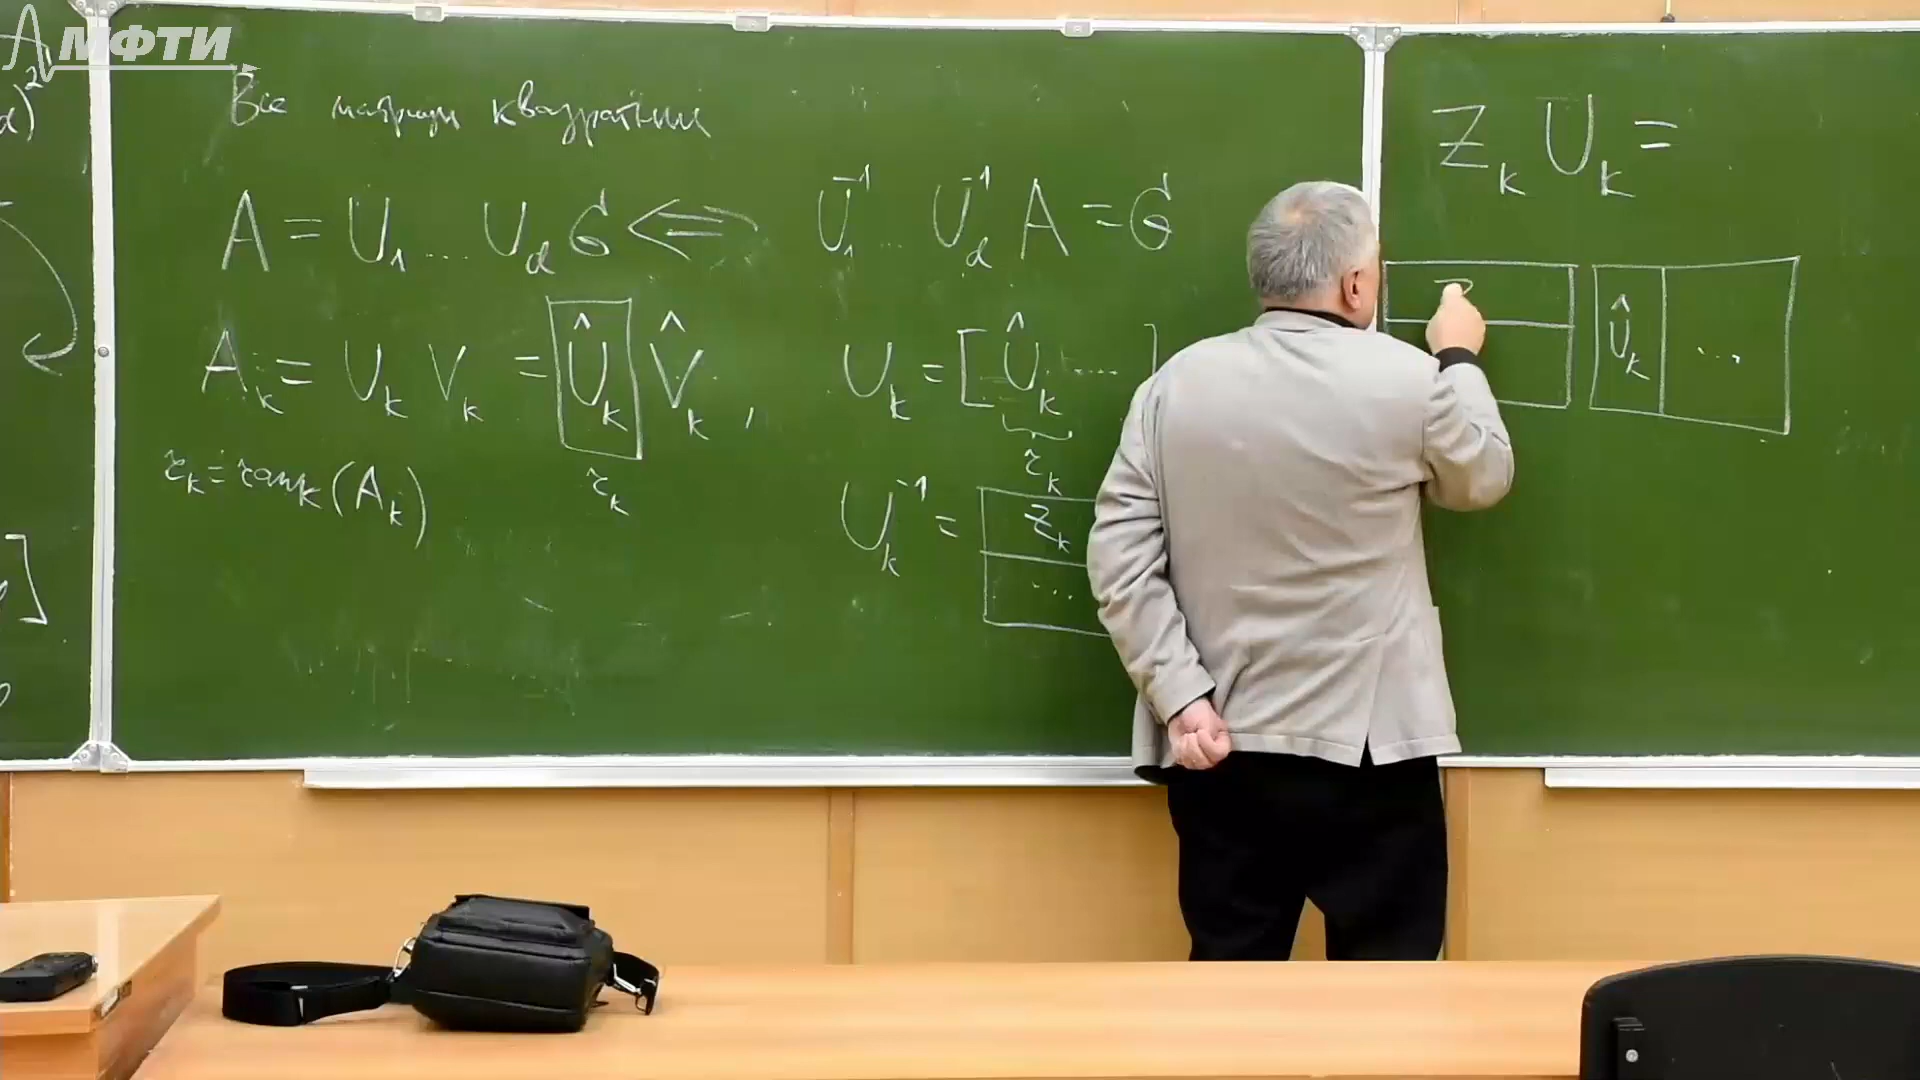 МФТИ
α)²
Все матрицы квадратные
A = U₁ ... U_d G ⟸ U₁⁻¹ ... U_d⁻¹ A = G
A_k = U_k V_k = Û_k V̂_k , U_k = [Û_k ...]
r_k r_k
r_k = rank(A_k)
U_k⁻¹ = Z_k
...
]
Z_k U_k =
Û_k ...